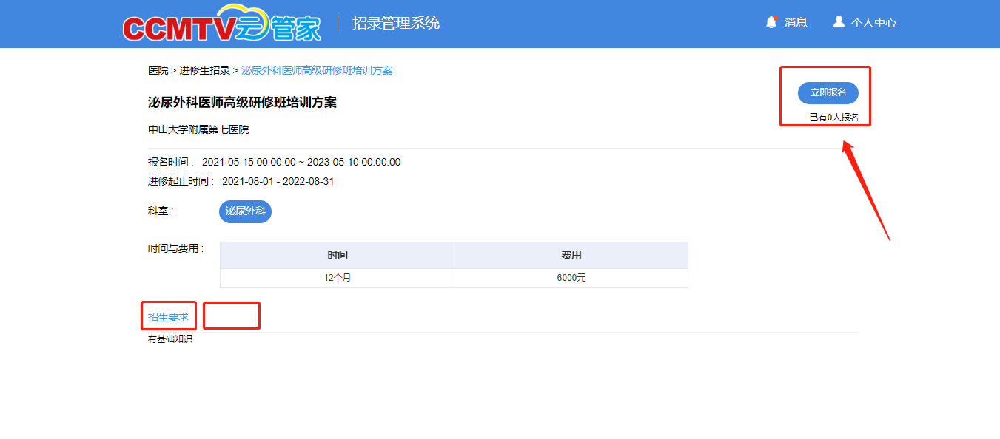 CCMTV云管家 招录管理系统 消息 个人中心
医院 > 进修生招录 > 泌尿外科医师高级研修班培训方案
立即报名
泌尿外科医师高级研修班培训方案
已有0人报名
中山大学附属第七医院
报名时间 : 2021-05-15 00:00:00 ~ 2023-05-10 00:00:00
进修起止时间 : 2021-08-01 - 2022-08-31
科室 : 泌尿外科
时间与费用 : 时间 费用
12个月 6000元
招生要求
有基础知识